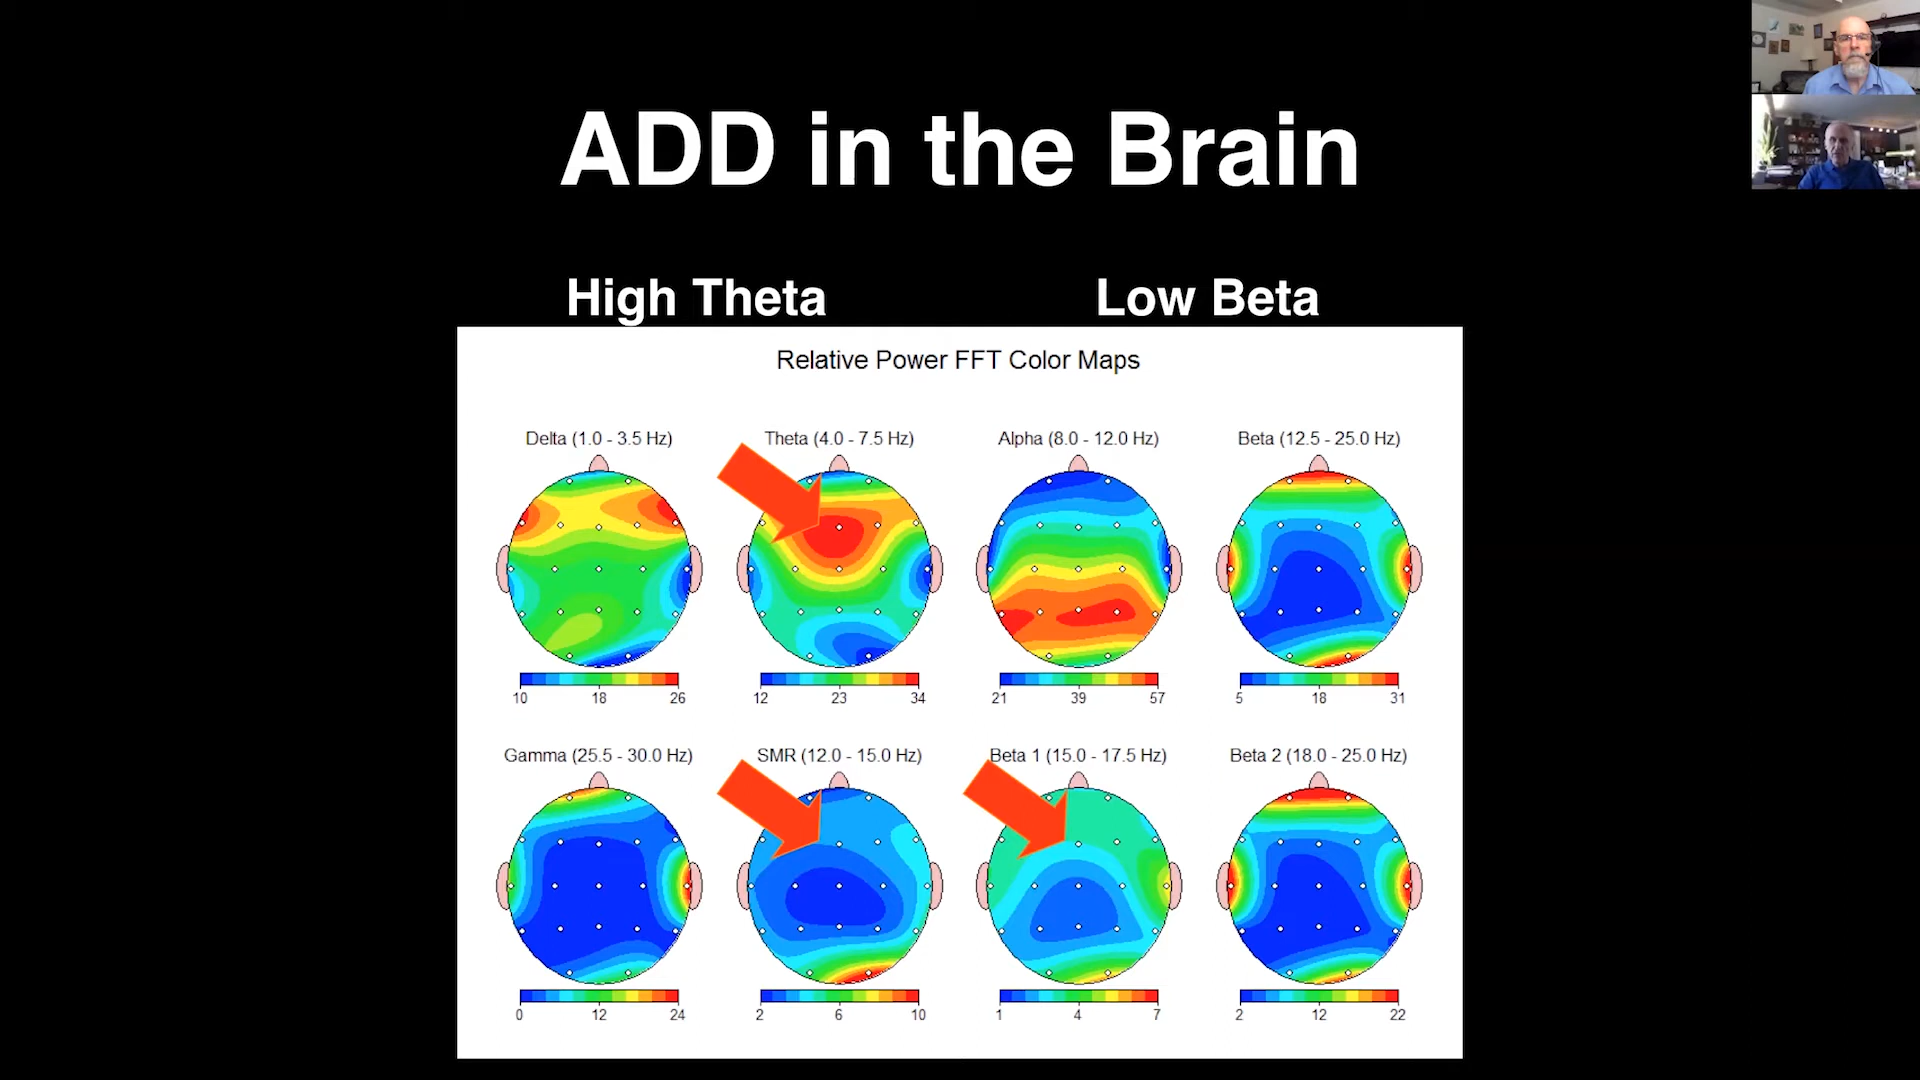 ADD in the Brain
High Theta
Low Beta
Relative Power FFT Color Maps
Delta (1.0 - 3.5 Hz)
Theta (4.0 - 7.5 Hz)
Alpha (8.0 - 12.0 Hz)
Beta (12.5 - 25.0 Hz)
10 18 26
12 23 34
21 39 57
5 18 31
Gamma (25.5 - 30.0 Hz)
SMR (12.0 - 15.0 Hz)
Beta 1 (15.0 - 17.5 Hz)
Beta 2 (18.0 - 25.0 Hz)
0 12 24
2 6 10
1 4 7
2 12 22